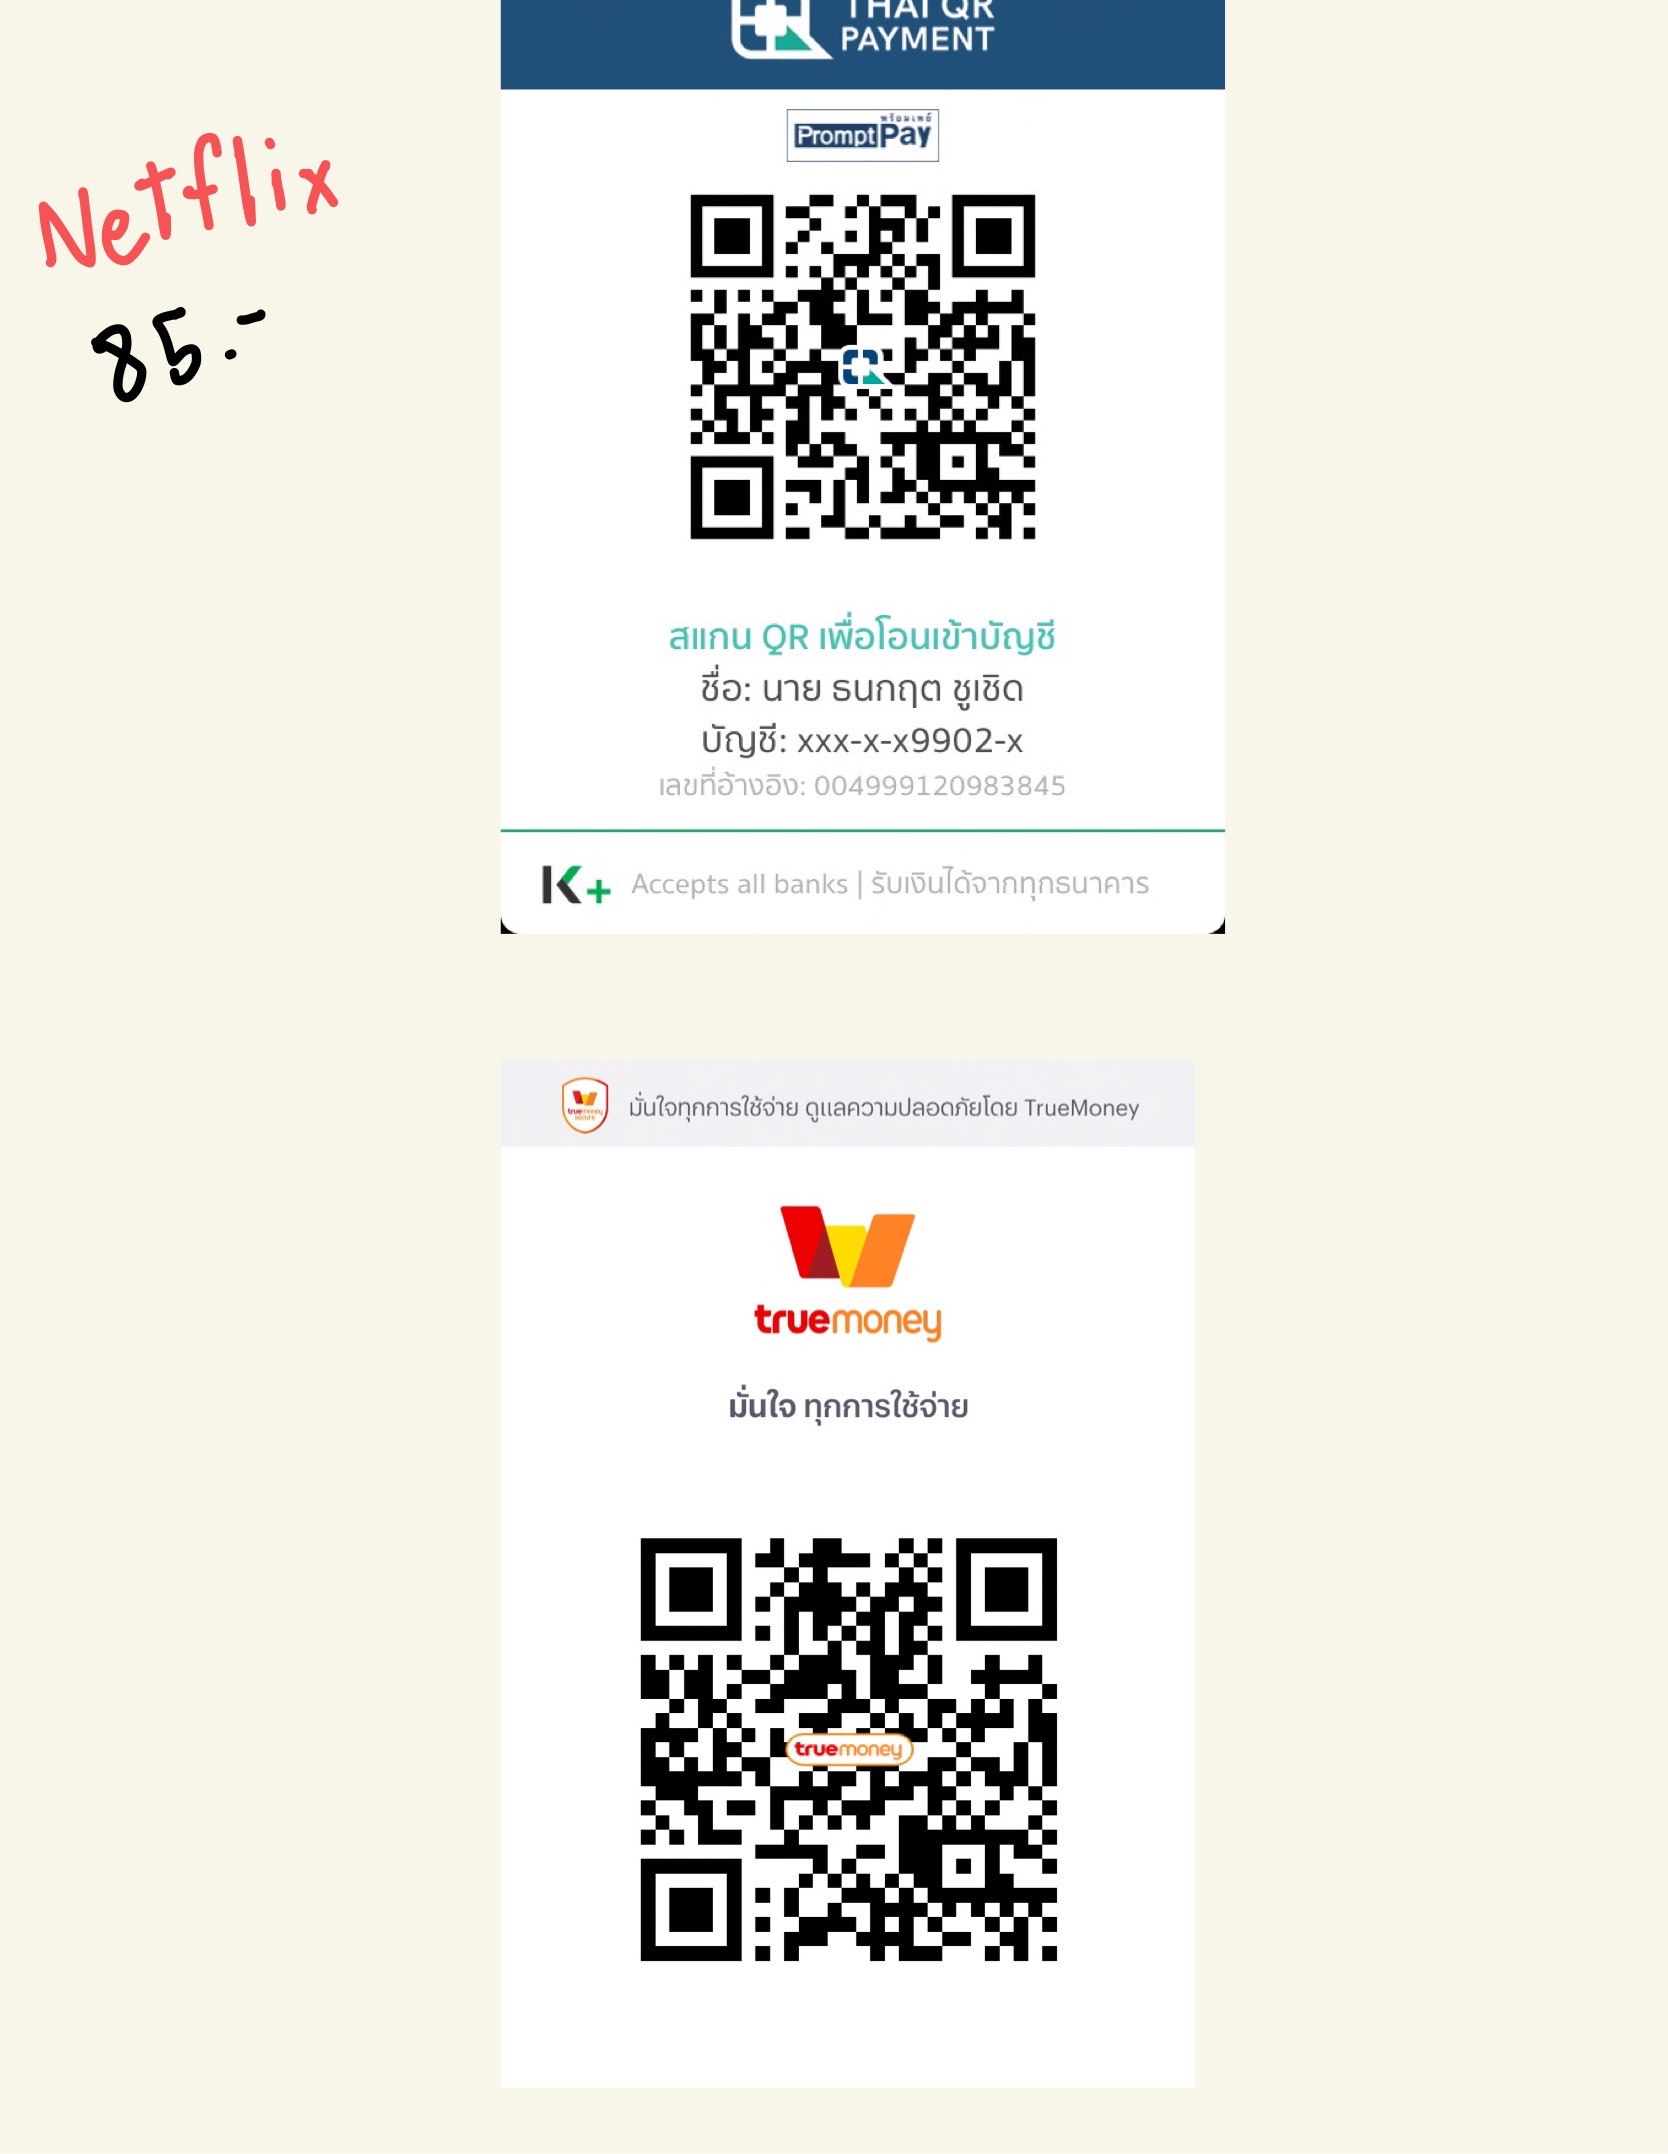 THAI QR
PAYMENT
พร้อมเพย์
PromptPay
Netflix
85.-
สแกน QR เพื่อโอนเข้าบัญชี
ชื่อ: นาย ธนกฤต ชูเชิด
บัญชี: xxx-x-x9902-x
เลขที่อ้างอิง: 004999120983845
K+ Accepts all banks | รับเงินได้จากทุกธนาคาร
truemoney
SECURE
มั่นใจทุกการใช้จ่าย ดูแลความปลอดภัยโดย TrueMoney
truemoney
มั่นใจ ทุกการใช้จ่าย
truemoney